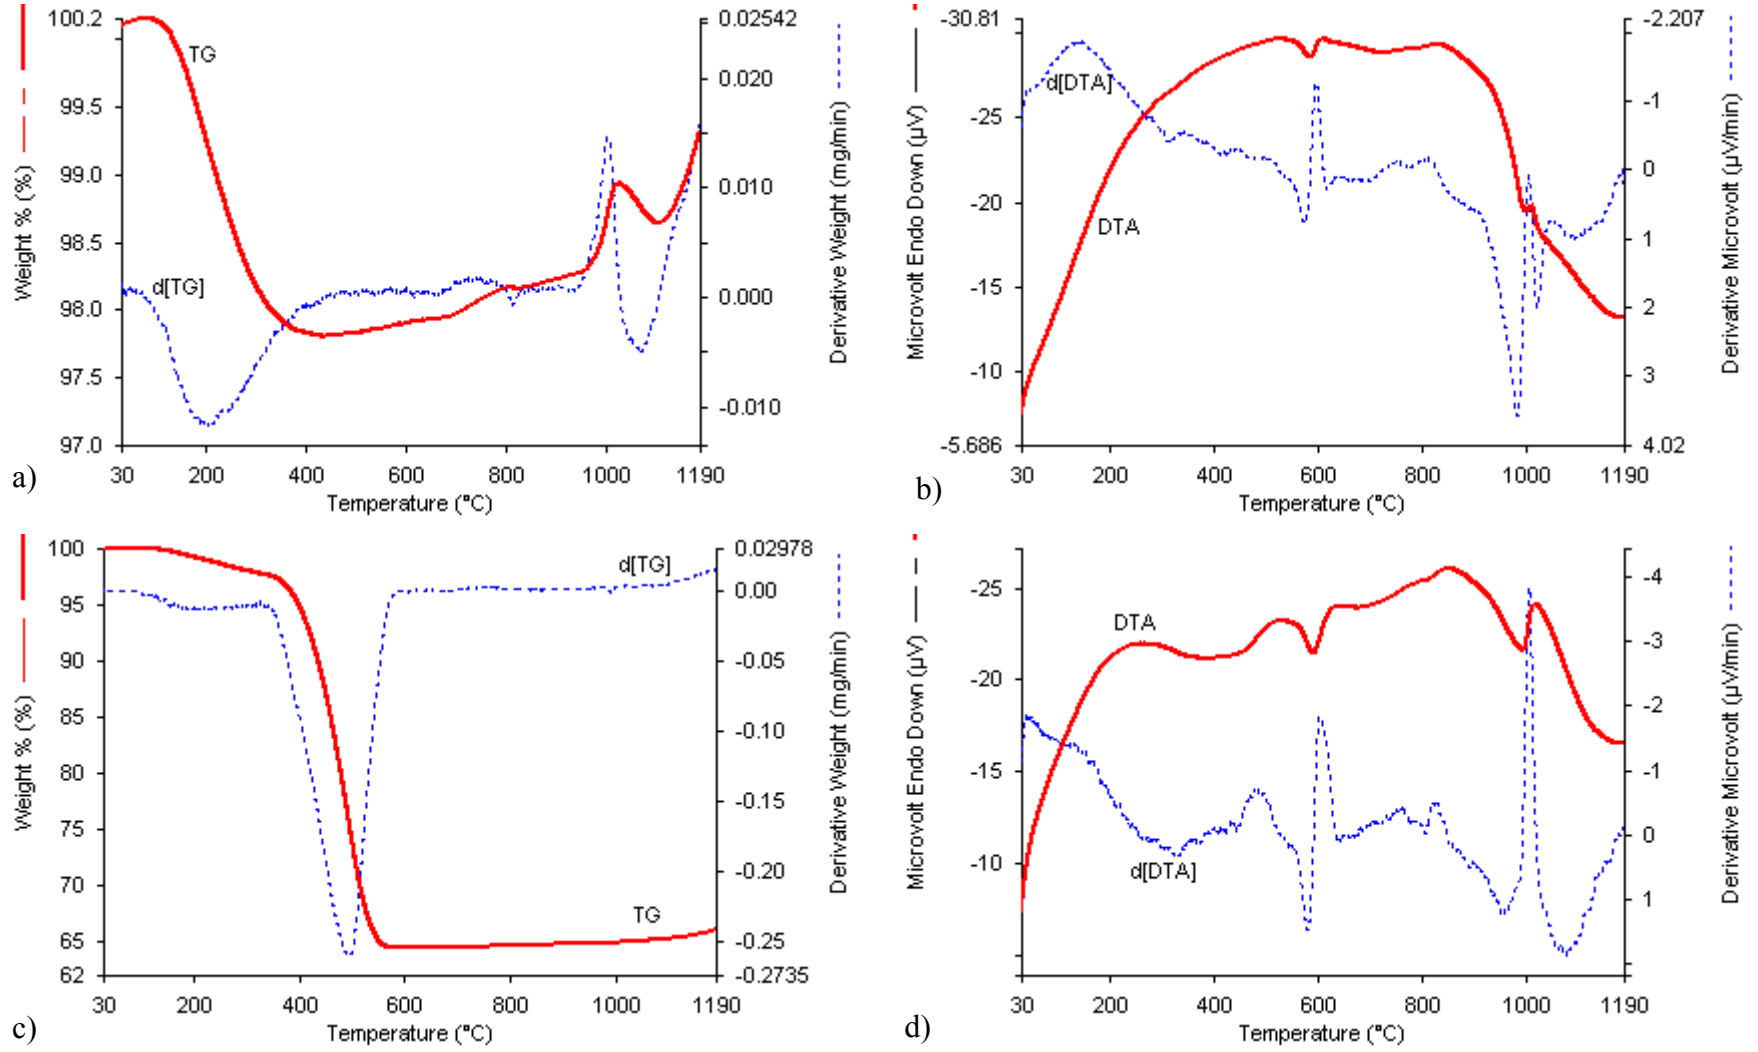 100.2
99.5
99.0
98.5
98.0
97.5
97.0
Weight % (%)
TG
d[TG]
0.02542
0.020
0.010
0.000
-0.010
Derivative Weight (mg/min)
30 200 400 600 800 1000 1190
Temperature (°C)
a)
-30.81
-25
-20
-15
-10
-5.686
Microvolt Endo Down (µV)
d[DTA]
DTA
-2.207
-1
0
1
2
3
4.02
Derivative Microvolt (µV/min)
30 200 400 600 800 1000 1190
Temperature (°C)
b)
100
95
90
85
80
75
70
65
62
Weight % (%)
d[TG]
TG
0.02978
0.00
-0.05
-0.10
-0.15
-0.20
-0.25
-0.2735
Derivative Weight (mg/min)
30 200 400 600 800 1000 1190
Temperature (°C)
c)
-25
-20
-15
-10
Microvolt Endo Down (µV)
DTA
d[DTA]
-4
-3
-2
-1
0
1
Derivative Microvolt (µV/min)
30 200 400 600 800 1000 1190
Temperature (°C)
d)